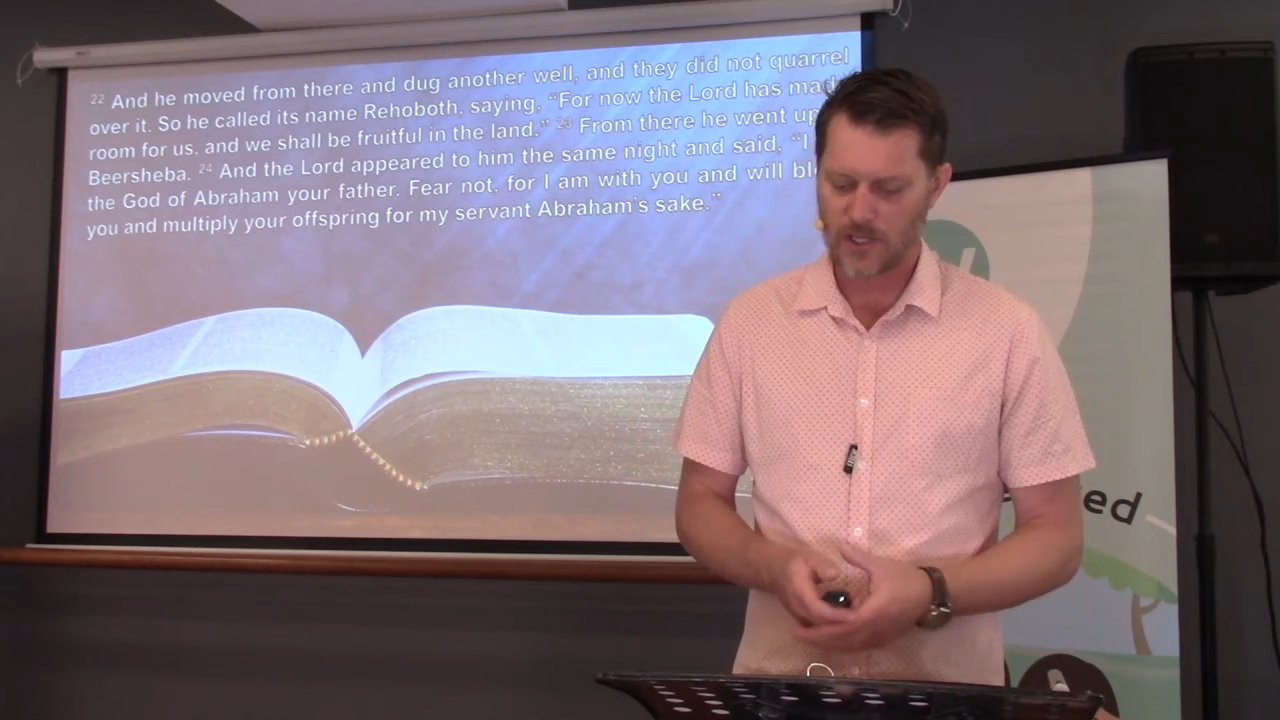 22 And he moved from there and dug another well, and they did not quarrel
over it. So he called its name Rehoboth, saying, “For now the Lord has made
room for us, and we shall be fruitful in the land.” 23 From there he went up
Beersheba. 24 And the Lord appeared to him the same night and said, “I
the God of Abraham your father. Fear not, for I am with you and will
you and multiply your offspring for my servant Abraham's sake.”
ed